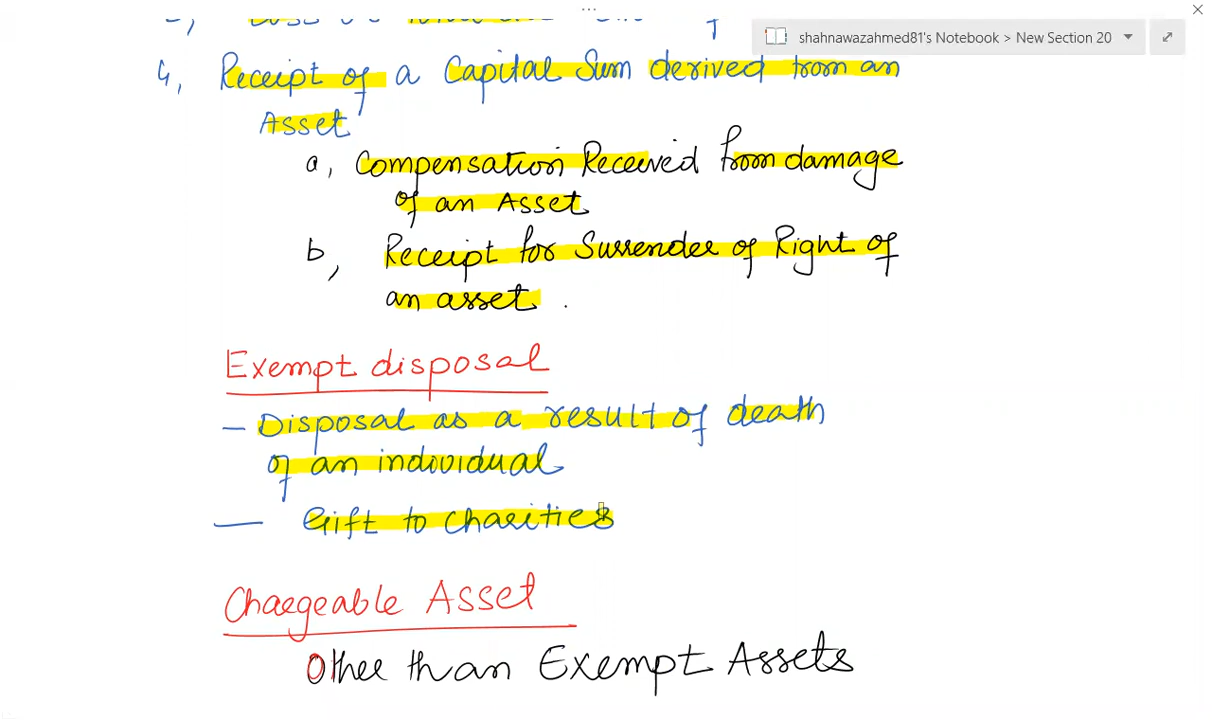 shahnawazahmed81's Notebook > New Section 20
4, Receipt of a Capital Sum derived from an
Asset
a, Compensation Received from damage
of an Asset
b, Receipt for Surrender of Right of
an asset .
Exempt disposal
— Disposal as a result of death
of an individual
— Gift to charities
Chargeable Asset
Other than Exempt Assets